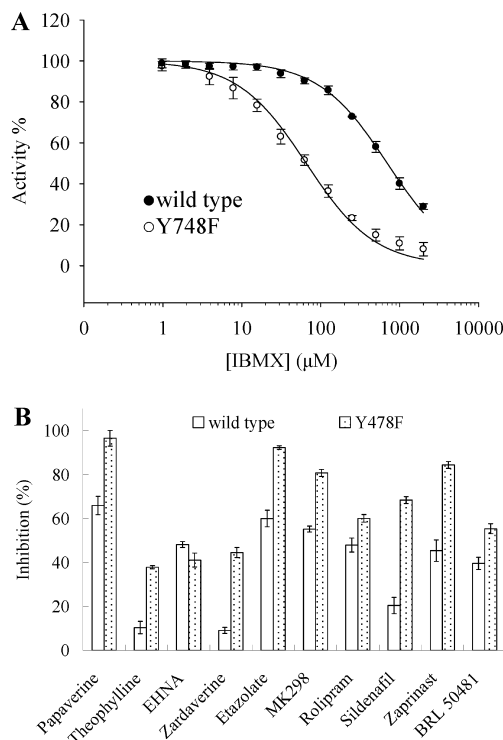 A
120
100
80
60
40
20
0
Activity %
wild type
Y748F
0
1
10
100
1000
10000
[IBMX] (μM)
B
wild type
Y478F
100
80
60
40
20
0
Inhibition (%)
Papaverine
Theophylline
EHNA
Zardaverine
Etazolate
MK298
Rolipram
Sildenafil
Zaprinast
BRL 50481